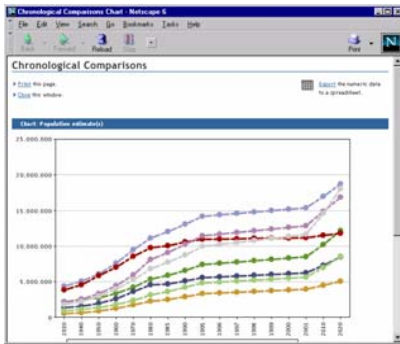 Chronological Comparisons Chart - Netscape 6
File Edit View Search Go Bookmarks Tasks Help
Back Forward Reload Stop Print N
Chronological Comparisons
Print this page.
Close this window.
Export the numeric data
to a spreadsheet.
Chart: Population estimate(s)
25.000.000
20.000.000
15.000.000
10.000.000
5.000.000
0